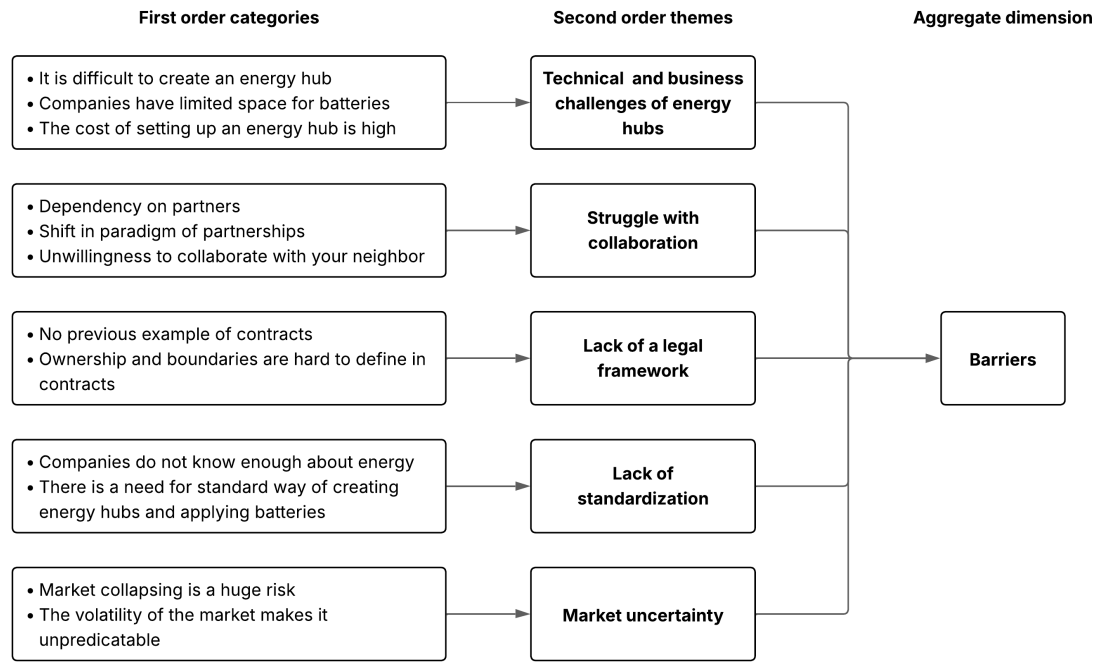 First order categories
Second order themes
Aggregate dimension
• It is difficult to create an energy hub
• Companies have limited space for batteries
• The cost of setting up an energy hub is high
Technical  and business
challenges of energy
hubs
• Dependency on partners
• Shift in paradigm of partnerships
• Unwillingness to collaborate with your neighbor
Struggle with
collaboration
• No previous example of contracts
• Ownership and boundaries are hard to define in
contracts
Lack of a legal
framework
Barriers
• Companies do not know enough about energy
• There is a need for standard way of creating
energy hubs and applying batteries
Lack of
standardization
• Market collapsing is a huge risk
• The volatility of the market makes it
unpredicatable
Market uncertainty